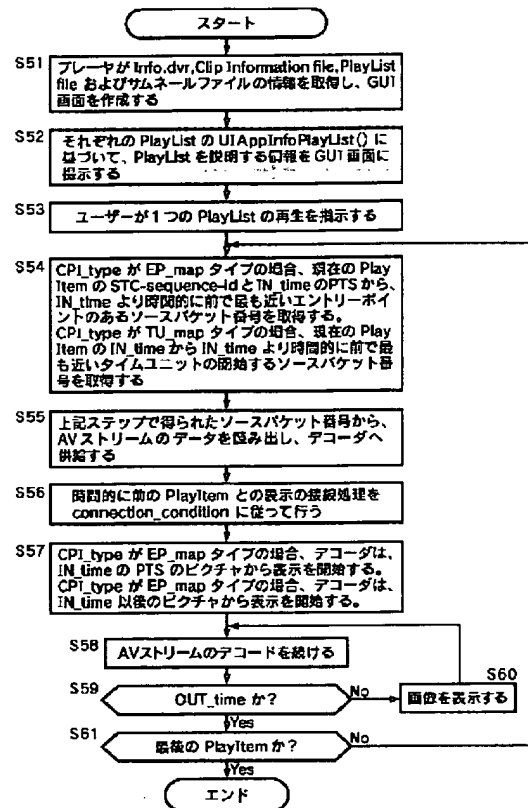 スタート
S51
プレーヤが Info.dvr,Clip Information file,PlayList
file およびサムネールファイルの情報を取得し、GUI
画面を作成する
S52
それぞれの PlayList の UIAppInfoPlayList() に
基づいて、PlayList を説明する情報を GUI 画面に
提示する
S53
ユーザーが 1 つの PlayList の再生を指示する
S54
CPI_type が EP_map タイプの場合、現在の Play
Item の STC-sequence-id と IN_time のPTS から、
IN_time より時間的に前で最も近いエントリーポイ
ントのあるソースパケット番号を取得する。
CPI_type が TU_map タイプの場合、現在の Play
Item の IN_time から IN_time より時間的に前で最
も近いタイムユニットの開始するソースパケット番
号を取得する
S55
上記ステップで得られたソースパケット番号から、
AV ストリームのデータを読み出し、デコーダへ
供給する
S56
時間的に前の PlayItem との表示の接続処理を
connection_condition に従って行う
S57
CPI_type が EP_map タイプの場合、デコーダは、
IN_time の PTS のピクチャから表示を開始する。
CPI_type が EP_map タイプの場合、デコーダは、
IN_time 以後のピクチャから表示を開始する。
S58
AVストリームのデコードを続ける
S59
OUT_time か?
No
S60
画像を表示する
Yes
S61
最後の PlayItem か?
No
Yes
エンド